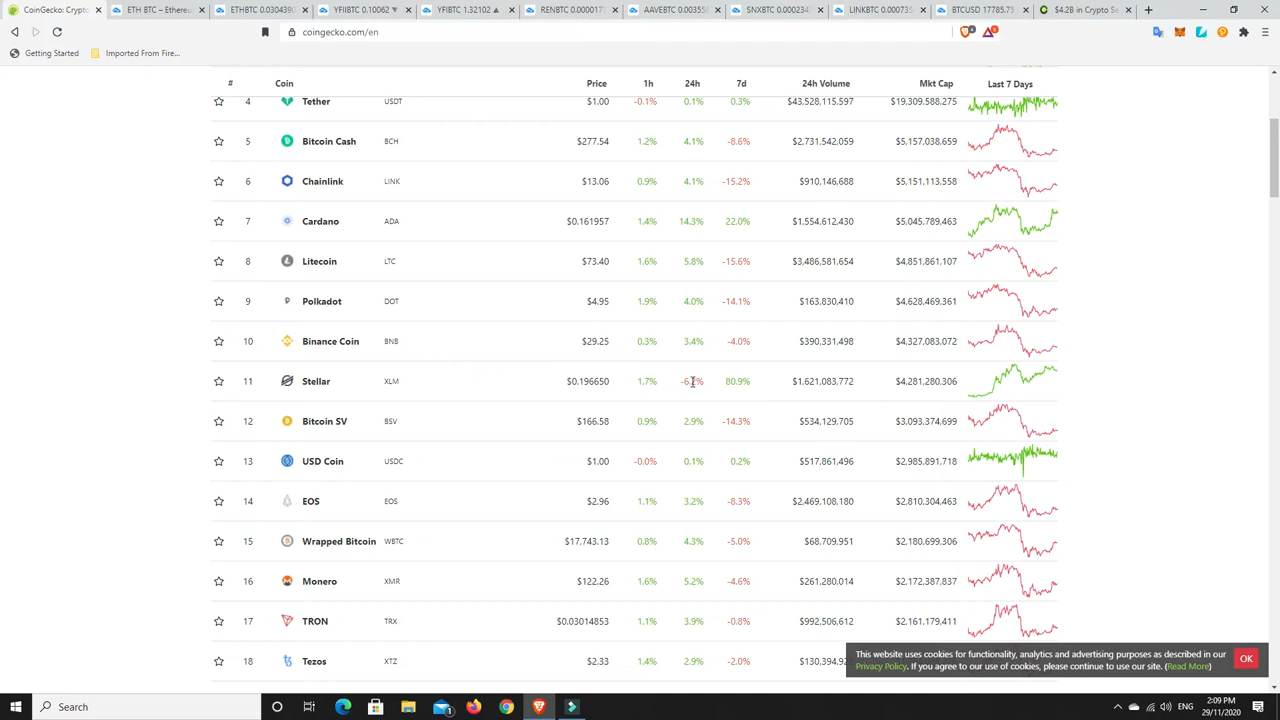 CoinGecko: Crypto
ETH BTC – Ethereu
ETHBTC 0.030439
YFIIBTC 0.10062 ▼
YFIBTC 1.32102 ▲
RENBTC 0.000017
AAVEBTC 0.003556
SNXBTC 0.000234
LINKBTC 0.000735
BTCUSD 17785.75
$4.2B in Crypto Se
coingecko.com/en
Getting Started
Imported From Fire...
# Coin Price 1h 24h 7d 24h Volume Mkt Cap Last 7 Days
4 Tether USDT $1.00 -0.1% 0.1% 0.3% $43,528,115,597 $19,309,588,275
5 Bitcoin Cash BCH $277.54 1.2% 4.1% -8.6% $2,731,542,059 $5,157,038,659
6 Chainlink LINK $13.06 0.9% 4.1% -15.2% $910,146,688 $5,151,113,558
7 Cardano ADA $0.161957 1.4% 14.3% 22.0% $1,554,612,430 $5,045,789,463
8 Litecoin LTC $73.40 1.6% 5.8% -15.6% $3,486,581,654 $4,851,861,107
9 Polkadot DOT $4.95 1.9% 4.0% -14.1% $163,830,410 $4,628,469,361
10 Binance Coin BNB $29.25 0.3% 3.4% -4.0% $390,331,498 $4,327,083,072
11 Stellar XLM $0.196650 1.7% 80.9% $1,621,083,772 $4,281,280,306
12 Bitcoin SV BSV $166.58 0.9% 2.9% -14.3% $534,129,705 $3,093,374,699
13 USD Coin USDC $1.00 -0.0% 0.1% 0.2% $517,861,496 $2,985,891,718
14 EOS EOS $2.96 1.1% 3.2% -8.3% $2,469,108,180 $2,810,304,463
15 Wrapped Bitcoin WBTC $17,743.13 0.8% 4.3% -5.0% $68,709,951 $2,180,699,306
16 Monero XMR $122.26 1.6% 5.2% -4.6% $261,280,014 $2,172,387,837
17 TRON TRX $0.03014853 1.1% 3.9% -0.8% $992,506,612 $2,161,179,411
18 Tezos XTZ $2.33 1.4% 2.9% -2.0% $130,394,9
This website uses cookies for functionality, analytics and advertising purposes as described in our
Privacy Policy. If you agree to our use of cookies, please continue to use our site. (Read More)
OK
Search
ENG
2:09 PM
29/11/2020